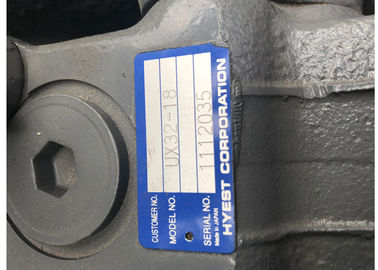 CUSTOMER NO.
MODEL NO. UX32-18
SERIAL NO. 1112035
HYEST CORPORATION
Made in JAPAN